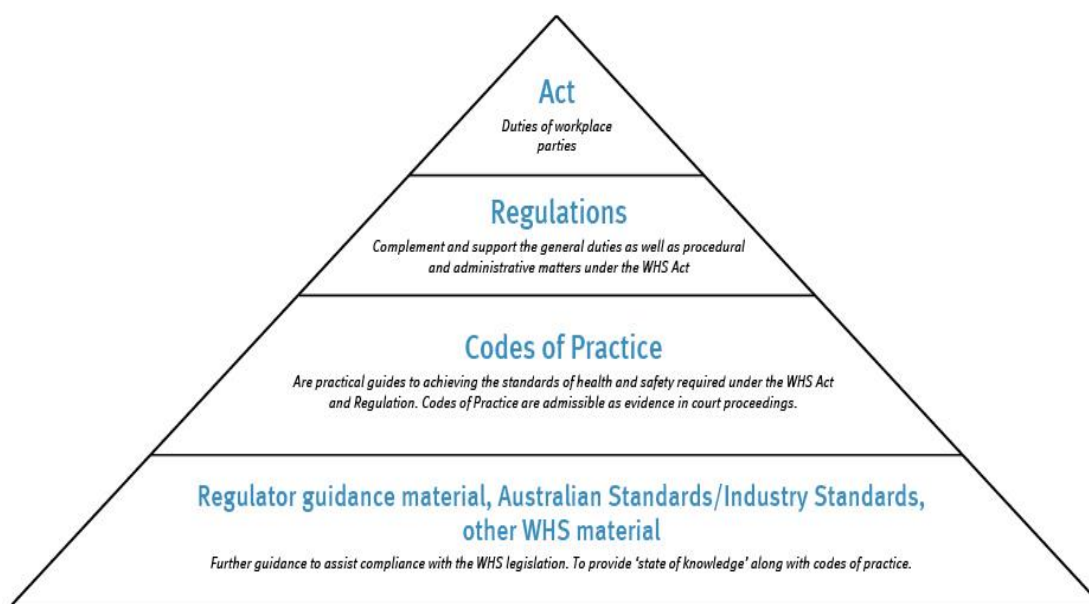 Act
Duties of workplace
parties
Regulations
Complement and support the general duties as well as procedural
and administrative matters under the WHS Act
Codes of Practice
Are practical guides to achieving the standards of health and safety required under the WHS Act
and Regulation. Codes of Practice are admissible as evidence in court proceedings.
Regulator guidance material, Australian Standards/Industry Standards,
other WHS material
Further guidance to assist compliance with the WHS legislation. To provide ‘state of knowledge’ along with codes of practice.